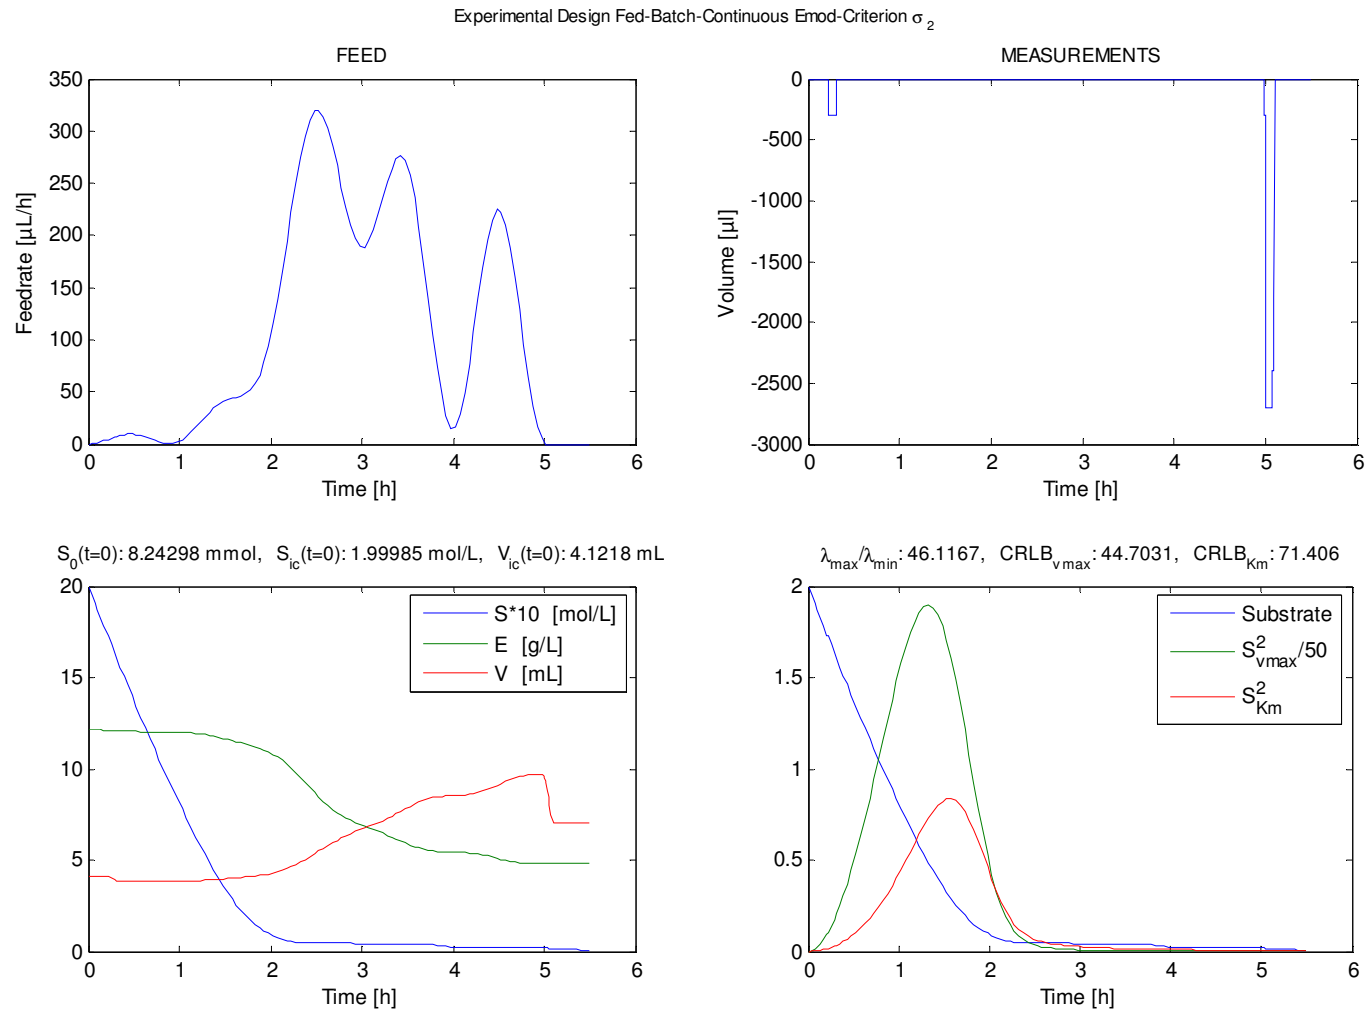 Experimental Design Fed-Batch-Continuous Emod-Criterion σ2
FEED
350
300
250
200
150
100
50
0
0 1 2 3 4 5 6
Feedrate [µL/h]
Time [h]
MEASUREMENTS
0
-500
-1000
-1500
-2000
-2500
-3000
0 1 2 3 4 5 6
Volume [µl]
Time [h]
S0(t=0): 8.24298 mmol, Sic(t=0): 1.99985 mol/L, Vic(t=0): 4.1218 mL
20
15
10
5
0
0 1 2 3 4 5 6
S*10 [mol/L]
E [g/L]
V [mL]
Time [h]
λmax/λmin: 46.1167, CRLBvmax: 44.7031, CRLBKm: 71.406
2
1.5
1
0.5
0
0 1 2 3 4 5 6
Substrate
S²vmax/50
S²Km
Time [h]